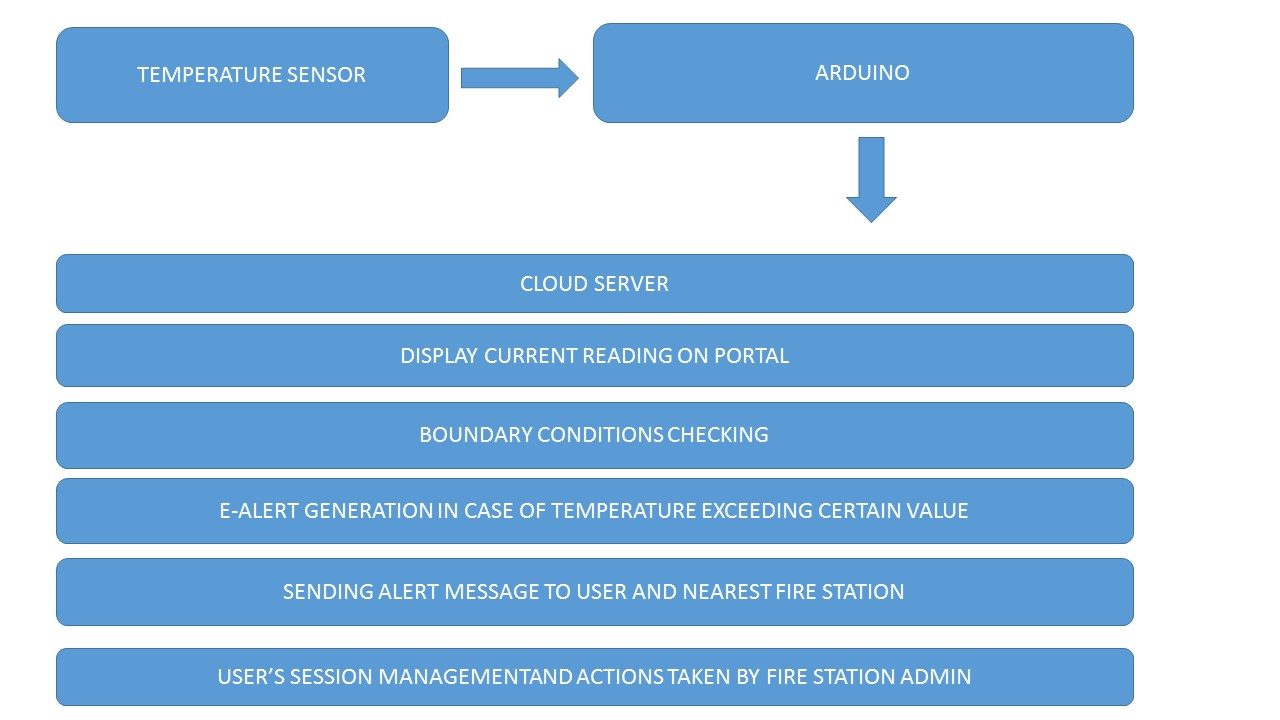 TEMPERATURE SENSOR
ARDUINO
CLOUD SERVER
DISPLAY CURRENT READING ON PORTAL
BOUNDARY CONDITIONS CHECKING
E-ALERT GENERATION IN CASE OF TEMPERATURE EXCEEDING CERTAIN VALUE
SENDING ALERT MESSAGE TO USER AND NEAREST FIRE STATION
USER’S SESSION MANAGEMENTAND ACTIONS TAKEN BY FIRE STATION ADMIN